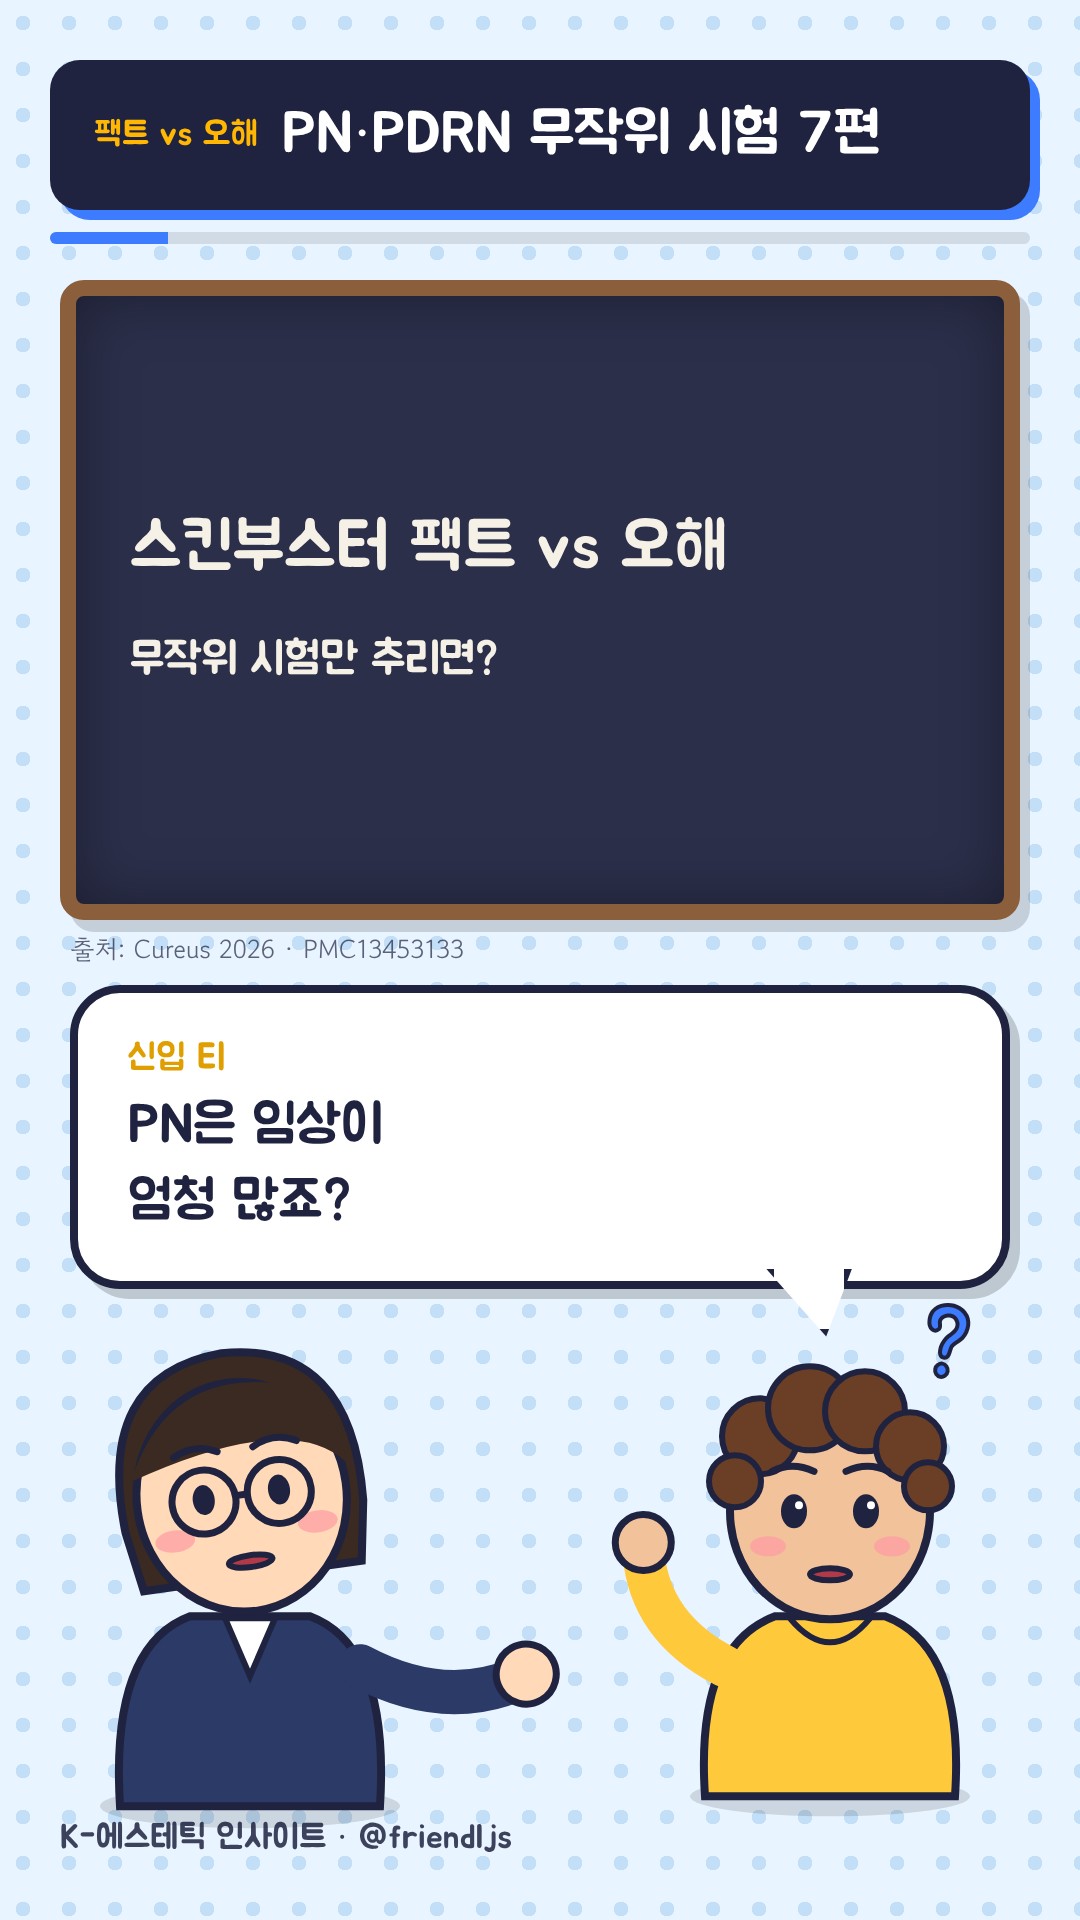 팩트 vs 오해 PN·PDRN 무작위 시험 7편
스킨부스터 팩트 vs 오해
무작위 시험만 추리면?
출처: Cureus 2026 · PMC13453133
신입 티
PN은 임상이
엄청 많죠?
?
K-에스테틱 인사이트 · @friendljs